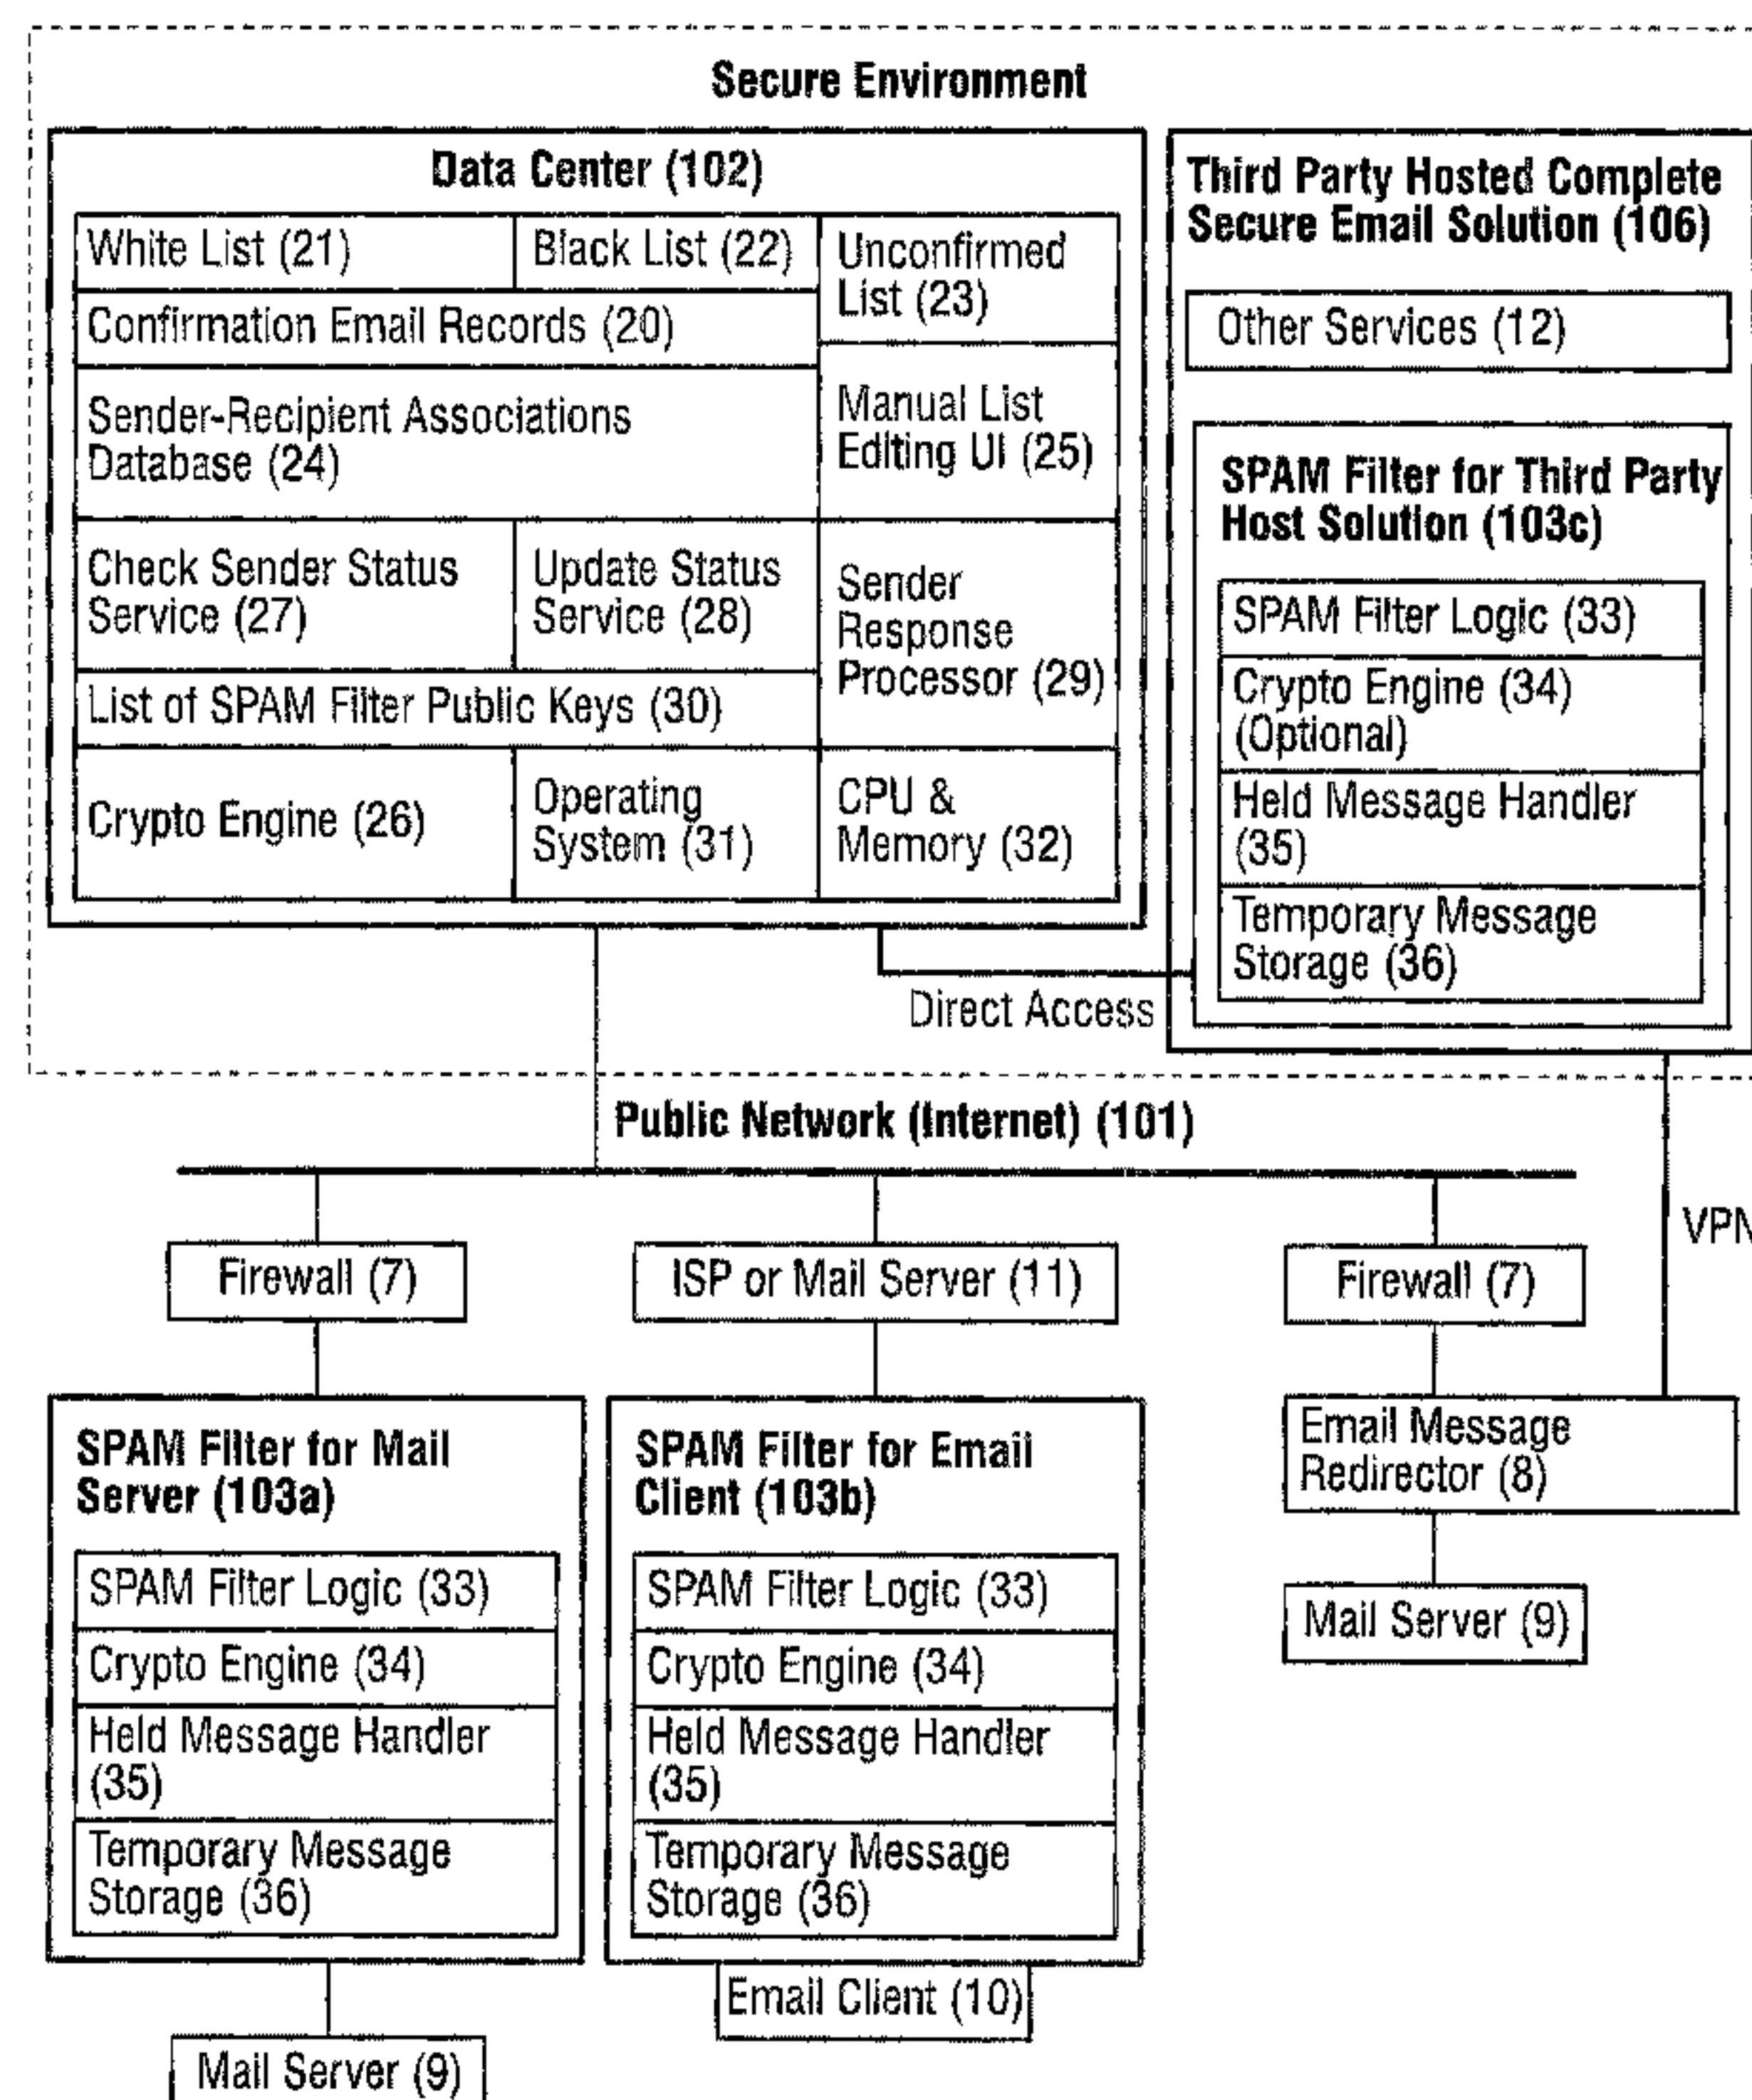 Secure Environment
Data Center (102)
White List (21)
Black List (22)
Unconfirmed
List (23)
Confirmation Email Records (20)
Sender-Recipient Associations
Database (24)
Manual List
Editing UI (25)
Check Sender Status
Service (27)
Update Status
Service (28)
Sender
Response
Processor (29)
List of SPAM Filter Public Keys (30)
Crypto Engine (26)
Operating
System (31)
CPU &
Memory (32)
Third Party Hosted Complete
Secure Email Solution (106)
Other Services (12)
SPAM Filter for Third Party
Host Solution (103c)
SPAM Filter Logic (33)
Crypto Engine (34)
(Optional)
Held Message Handler
(35)
Temporary Message
Storage (36)
Direct Access
Public Network (Internet) (101)
VPN
Firewall (7)
ISP or Mail Server (11)
Firewall (7)
SPAM Filter for Mail
Server (103a)
SPAM Filter Logic (33)
Crypto Engine (34)
Held Message Handler
(35)
Temporary Message
Storage (36)
Mail Server (9)
SPAM Filter for Email
Client (103b)
SPAM Filter Logic (33)
Crypto Engine (34)
Held Message Handler
(35)
Temporary Message
Storage (36)
Email Client (10)
Email Message
Redirector (8)
Mail Server (9)